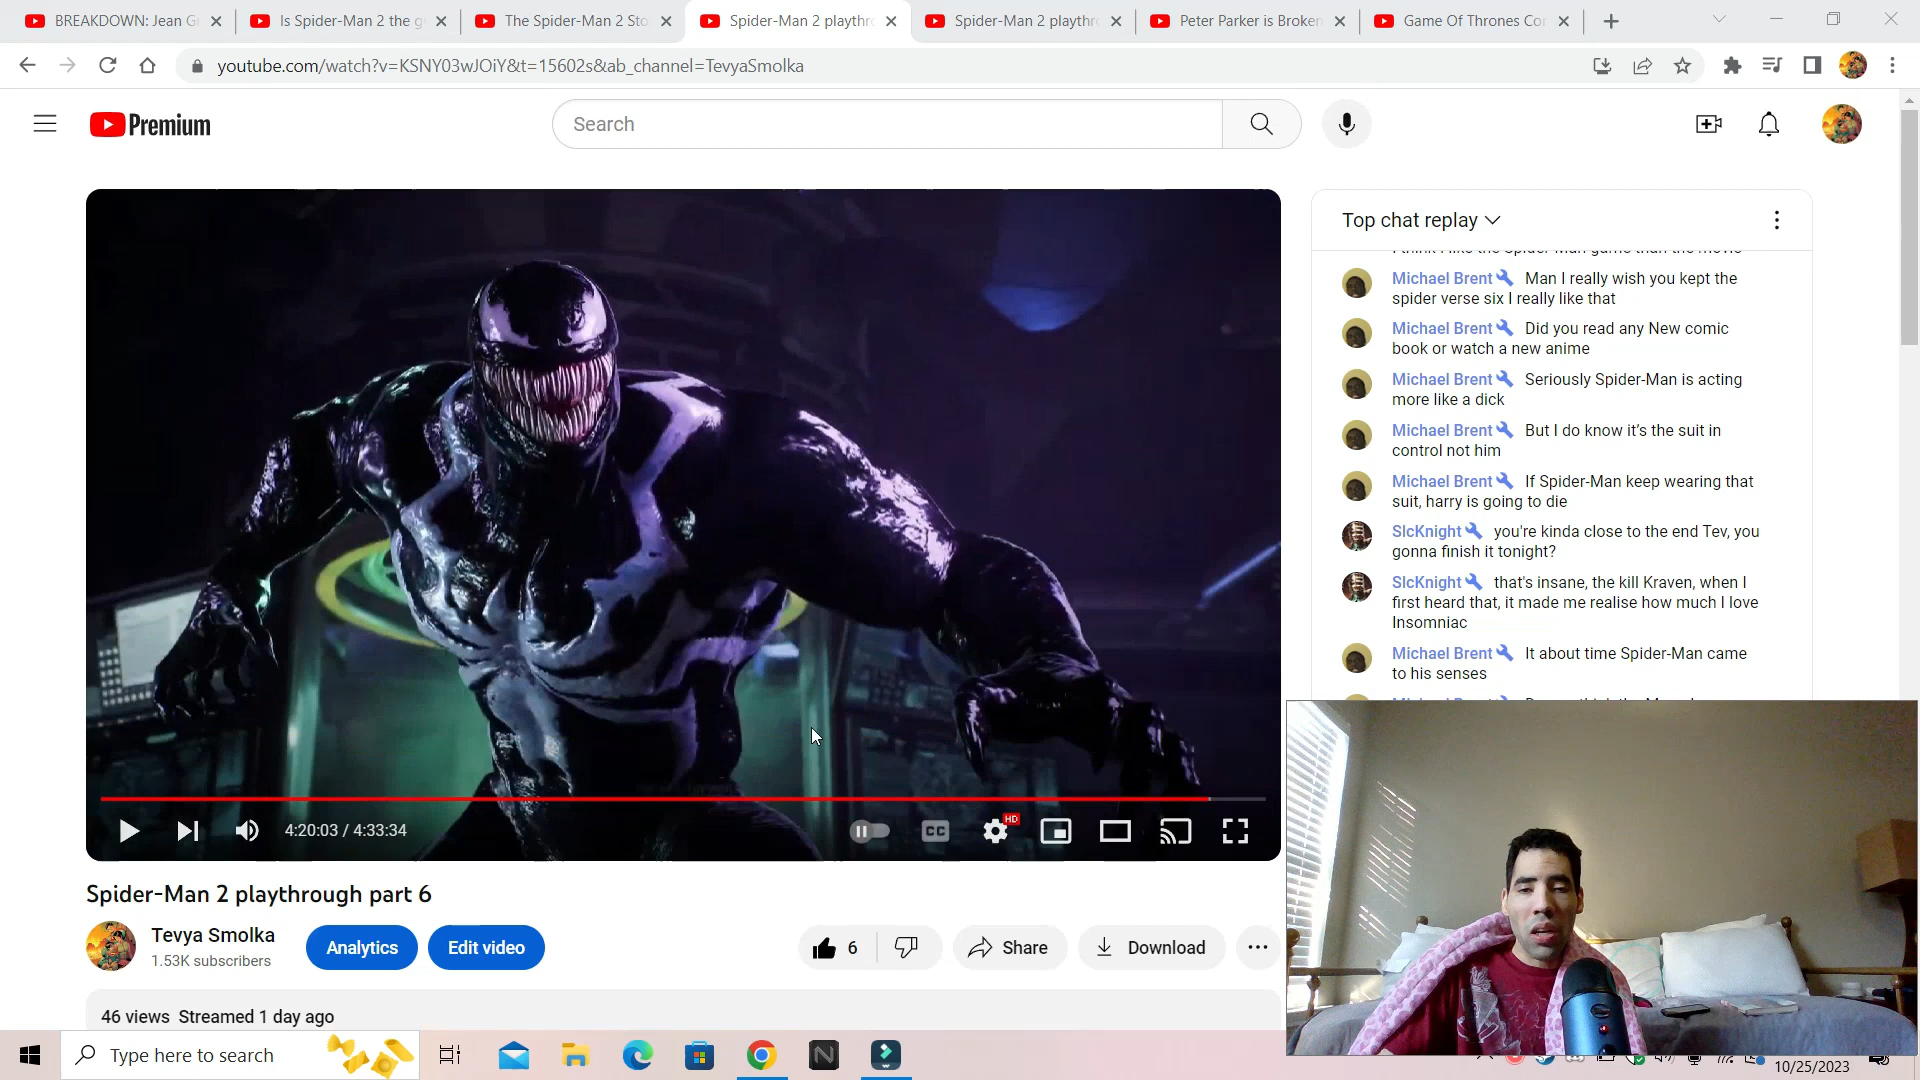 BREAKDOWN: Jean G
Is Spider-Man 2 the g
The Spider-Man 2 Sto
Spider-Man 2 playthr
Spider-Man 2 playthr
Peter Parker is Broken
Game Of Thrones Co
youtube.com/watch?v=KSNY03wJOiY&t=15602s&ab_channel=TevyaSmolka
Premium
Search
Top chat replay
I think I like the Spider Man game than the movie
Michael Brent Man I really wish you kept the
spider verse six I really like that
Michael Brent Did you read any New comic
book or watch a new anime
Michael Brent Seriously Spider-Man is acting
more like a dick
Michael Brent But I do know it’s the suit in
control not him
Michael Brent If Spider-Man keep wearing that
suit, harry is going to die
SlcKnight you're kinda close to the end Tev, you
gonna finish it tonight?
SlcKnight that's insane, the kill Kraven, when I
first heard that, it made me realise how much I love
Insomniac
Michael Brent It about time Spider-Man came
to his senses
4:20:03 / 4:33:34
CC
HD
Spider-Man 2 playthrough part 6
Tevya Smolka
1.53K subscribers
Analytics
Edit video
6
Share
Download
46 views Streamed 1 day ago
Type here to search
10/25/2023